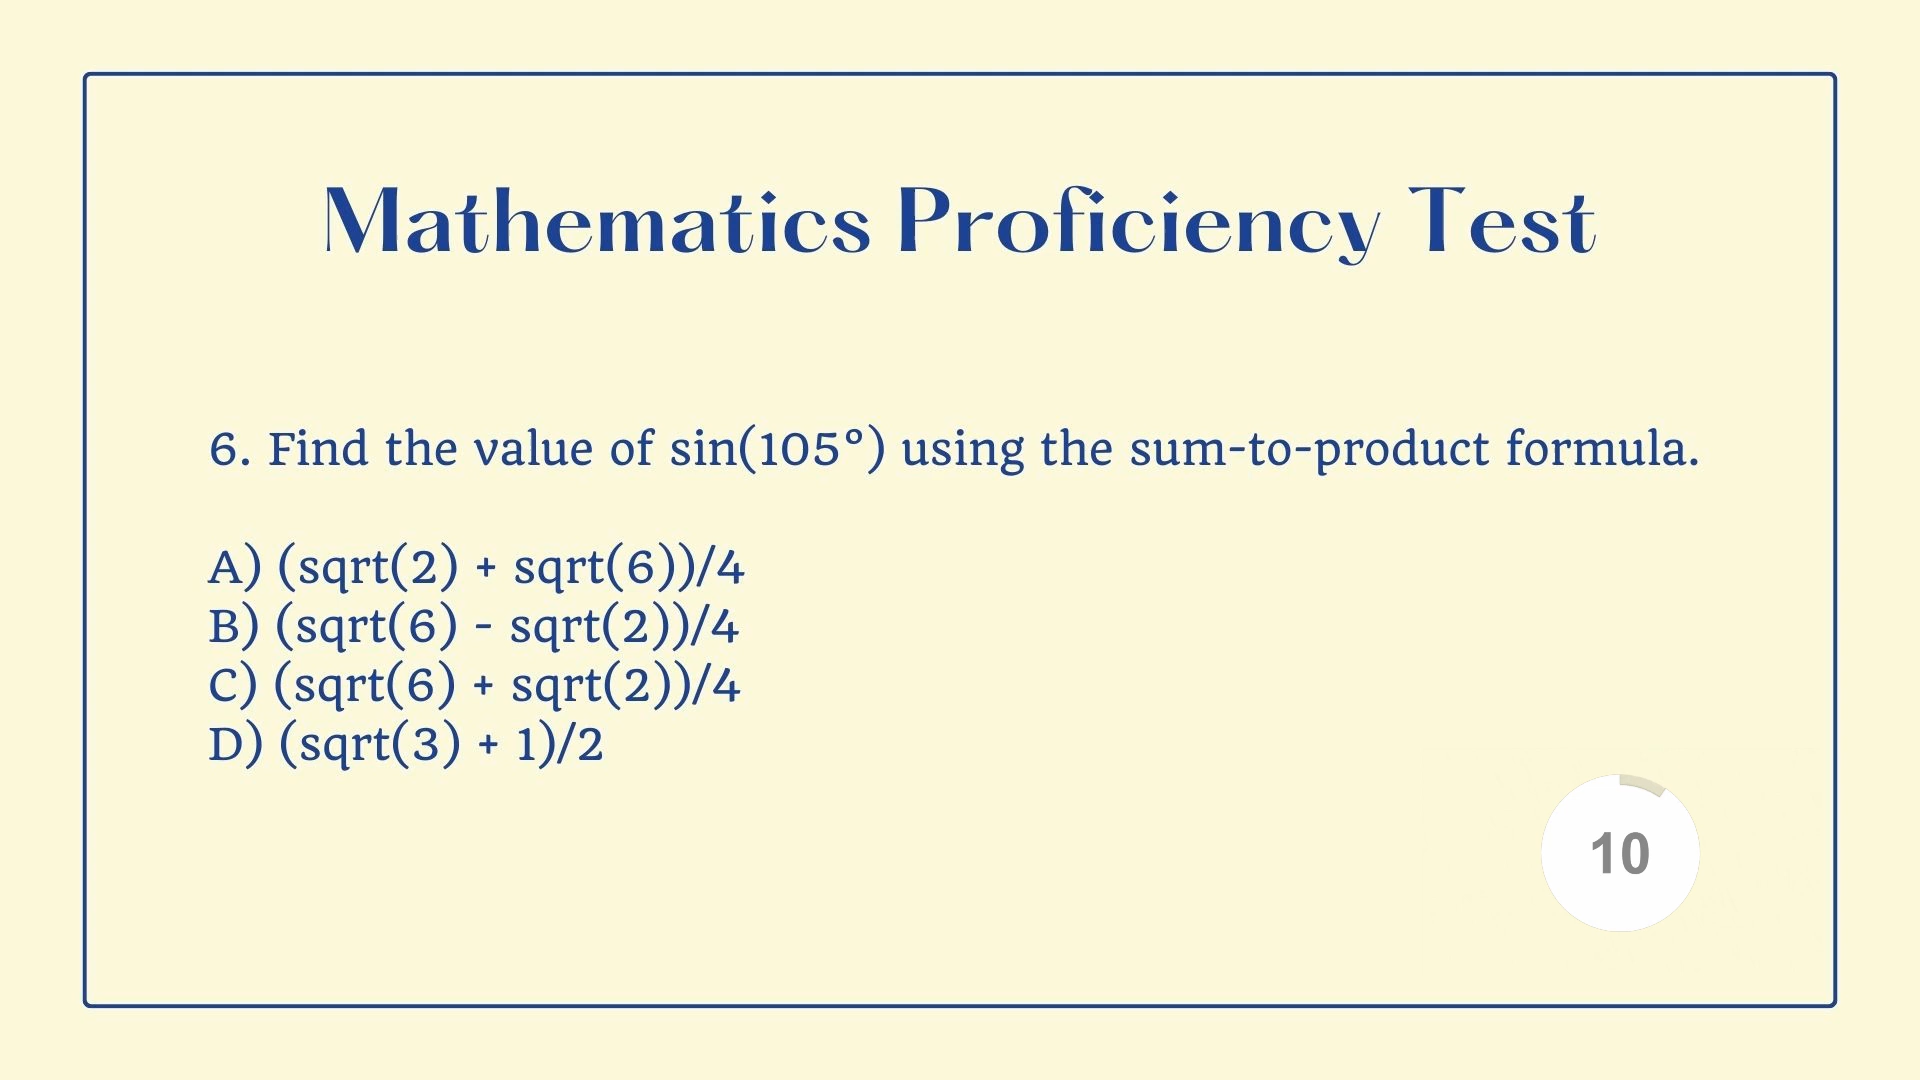 Mathematics Proficiency Test
6. Find the value of sin(105°) using the sum-to-product formula.
A) (sqrt(2) + sqrt(6))/4
B) (sqrt(6) - sqrt(2))/4
C) (sqrt(6) + sqrt(2))/4
D) (sqrt(3) + 1)/2
10